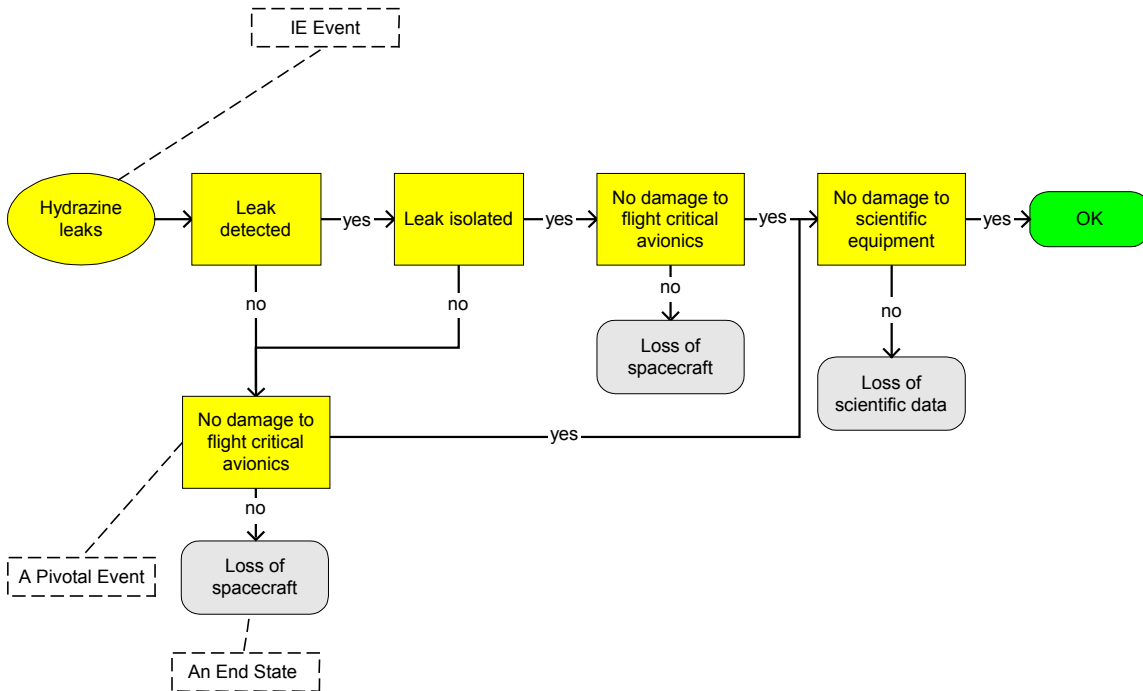 IE Event
Hydrazine
leaks
Leak
detected
yes
Leak isolated
yes
No damage to
flight critical
avionics
yes
No damage to
scientific
equipment
yes
OK
no
no
no
no
Loss of
spacecraft
Loss of
scientific data
No damage to
flight critical
avionics
yes
no
A Pivotal Event
Loss of
spacecraft
An End State